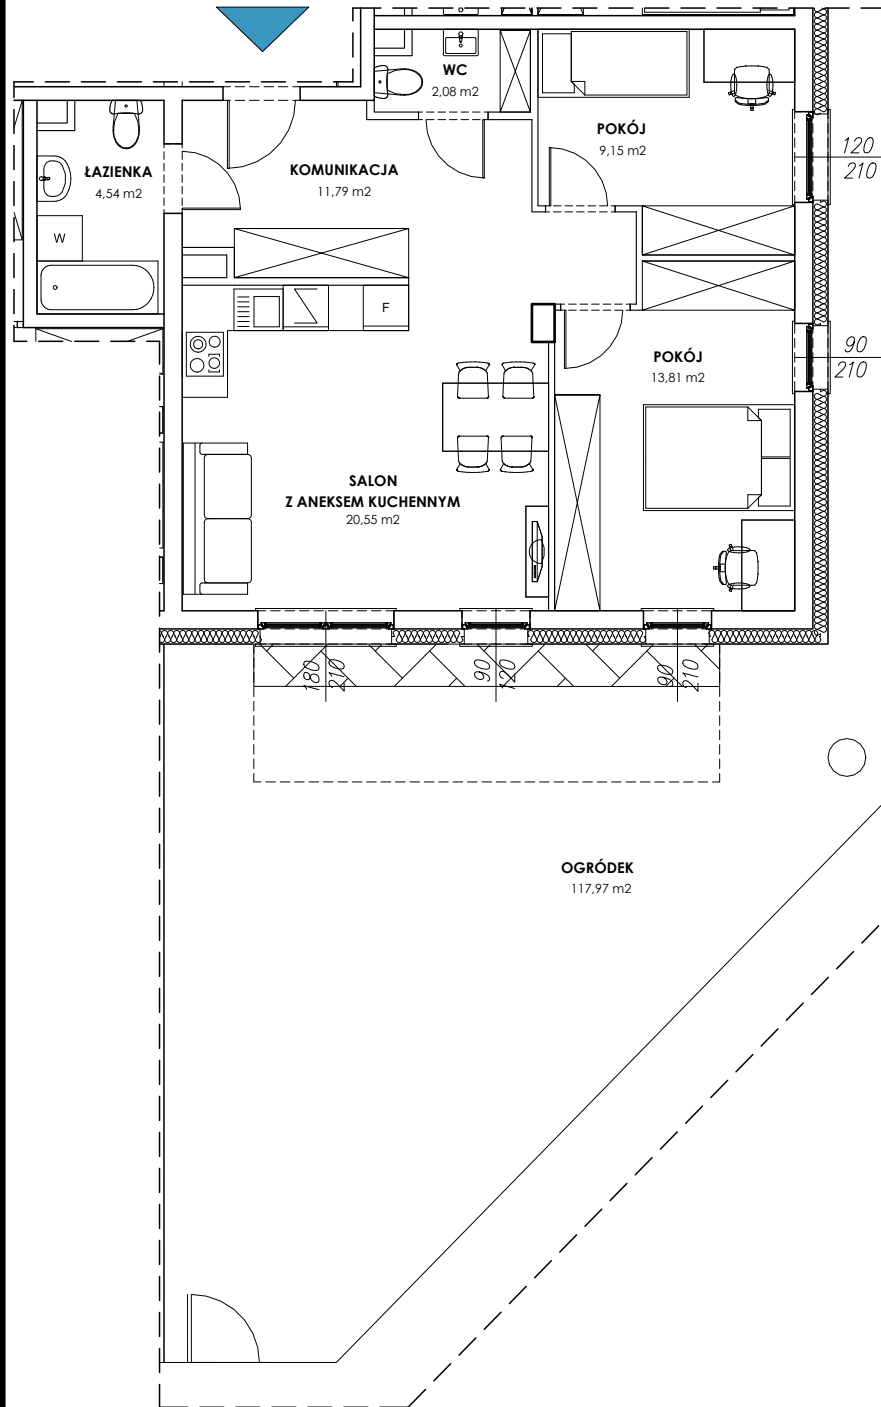 WC
2,08 m2
POKÓJ
9,15 m2
120
210
ŁAZIENKA
4,54 m2
KOMUNIKACJA
11,79 m2
W
F
POKÓJ
13,81 m2
90
210
SALON
Z ANEKSEM KUCHENNYM
20,55 m2
180
210
90
120
90
210
OGRÓDEK
117,97 m2